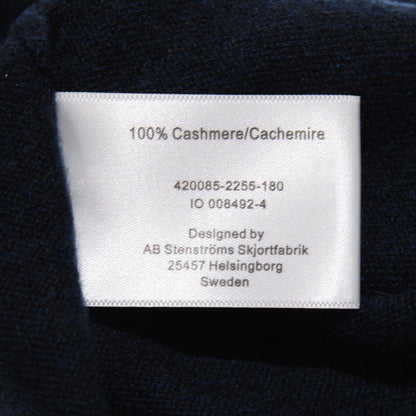 100% Cashmere/Cachemire
420085-2255-180
IO 008492-4
Designed by
AB Stenströms Skjortfabrik
25457 Helsingborg
Sweden